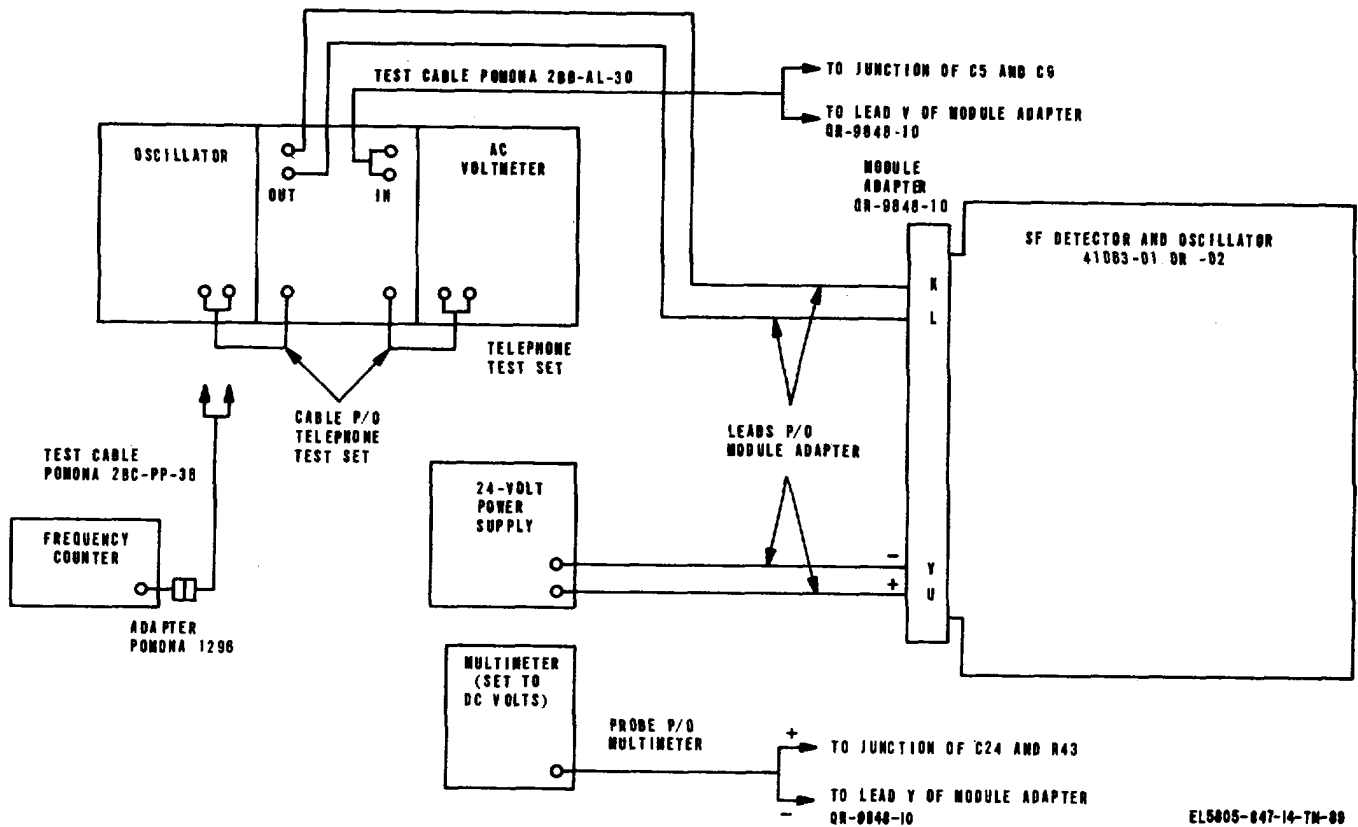 TEST CABLE POMONA 2BB-AL-30
TO JUNCTION OF C5 AND C9
TO LEAD Y OF MODULE ADAPTER
QR-9848-10
OSCILLATOR
OUT
IN
AC
VOLTMETER
MODULE
ADAPTER
QR-9848-10
SF DETECTOR AND OSCILLATOR
41083-01 OR -02
K
L
TELEPHONE
TEST SET
CABLE P/O
TELEPHONE
TEST SET
LEADS P/O
MODULE ADAPTER
TEST CABLE
POMONA 2BC-PP-38
24-VOLT
POWER
SUPPLY
FREQUENCY
COUNTER
- Y
+ U
ADAPTER
POMONA 1296
MULTIMETER
(SET TO
DC VOLTS)
PROBE P/O
MULTIMETER
+
TO JUNCTION OF C24 AND R43
TO LEAD Y OF MODULE ADAPTER
- QR-9848-10
EL5805-847-14-TM-89